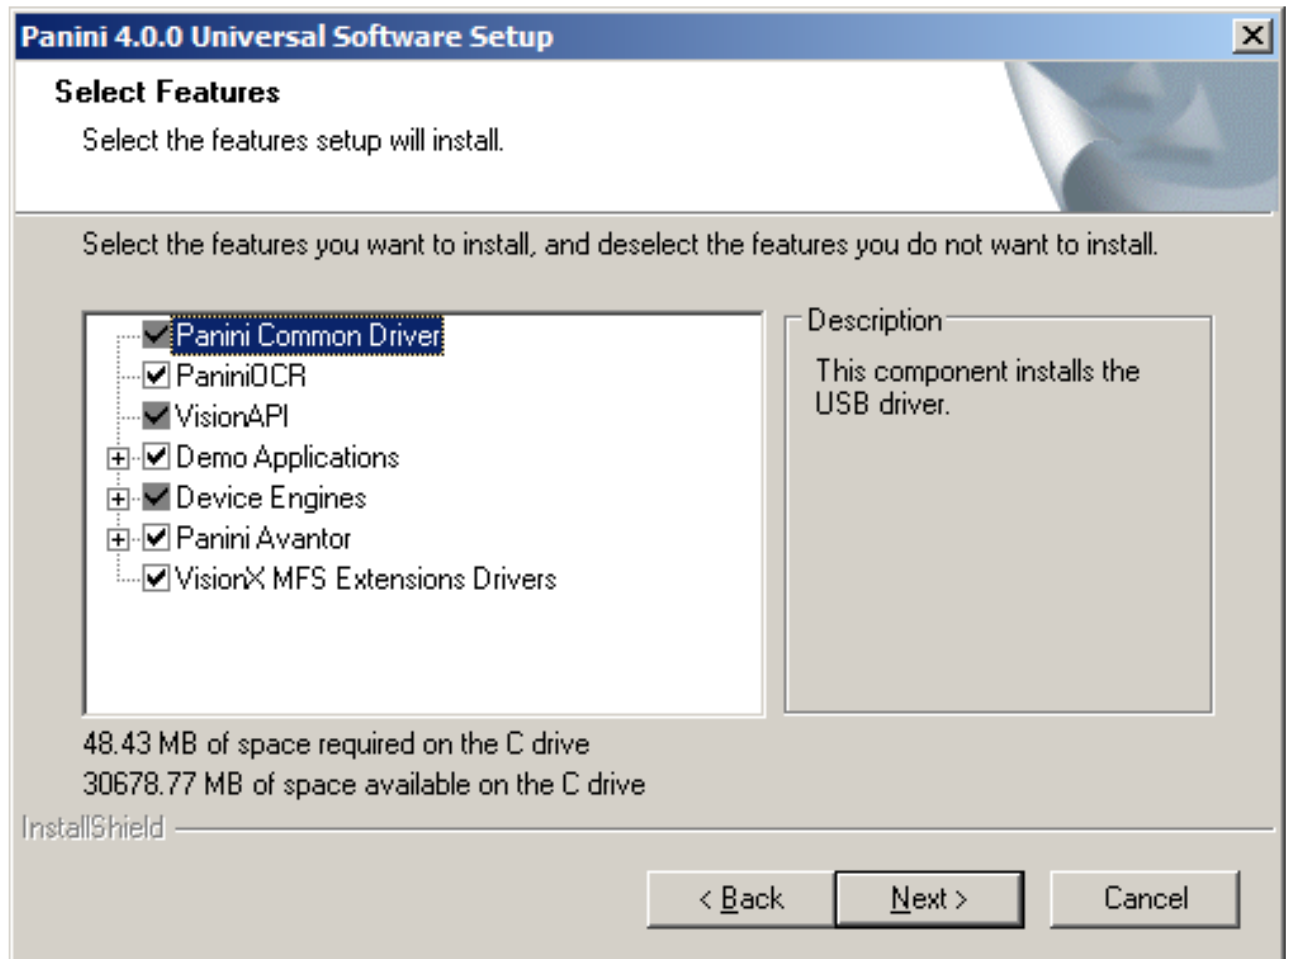 Panini 4.0.0 Universal Software Setup
Select Features
Select the features setup will install.
Select the features you want to install, and deselect the features you do not want to install.
Panini Common Driver
PaniniOCR
VisionAPI
Demo Applications
Device Engines
Panini Avantor
VisionX MFS Extensions Drivers
Description
This component installs the
USB driver.
48.43 MB of space required on the C drive
30678.77 MB of space available on the C drive
InstallShield
< Back
Next >
Cancel